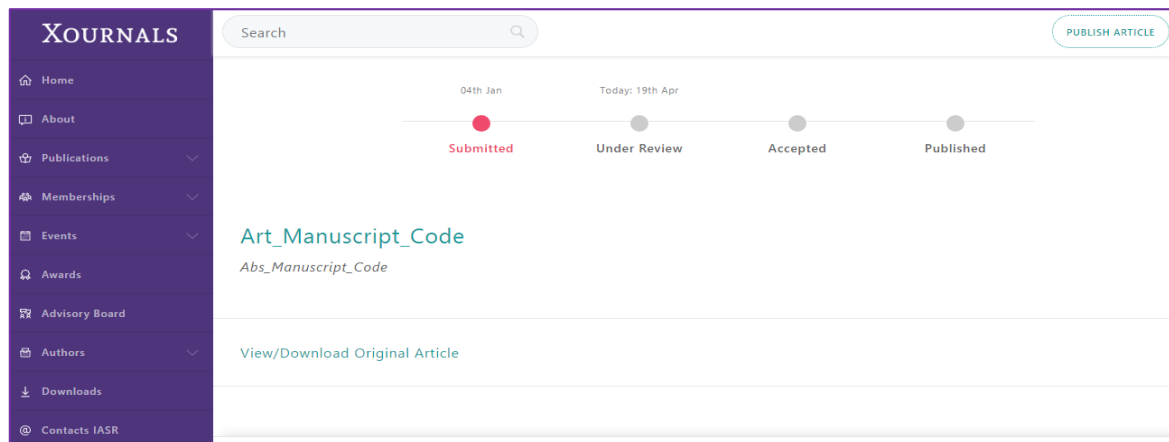 XOURNALS
Search
PUBLISH ARTICLE
Home
About
Publications
Memberships
Events
Awards
Advisory Board
Authors
Downloads
Contacts IASR
04th Jan
Today: 19th Apr
Submitted
Under Review
Accepted
Published
Art_Manuscript_Code
Abs_Manuscript_Code
View/Download Original Article